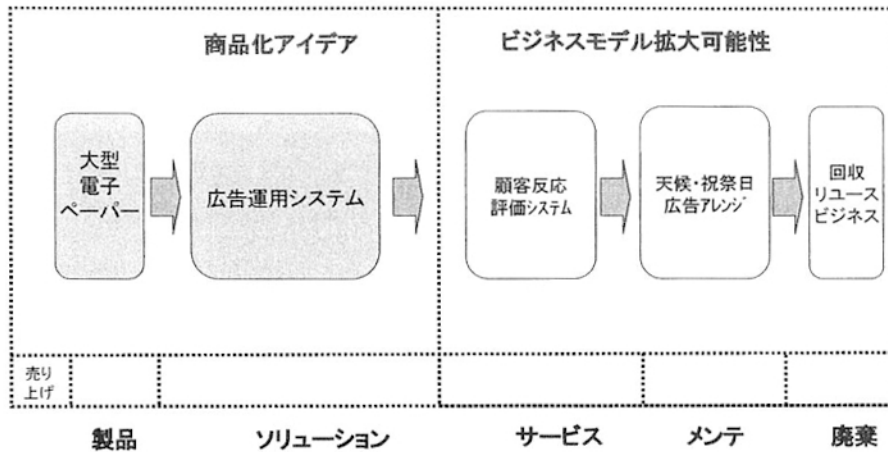 商品化アイデア
ビジネスモデル拡大可能性
大型
電子
ペーパー
広告運用システム
顧客反応
評価ｼｽﾃﾑ
天候・祝祭日
広告ｱﾚﾝｼﾞ
回収
リユース
ビジネス
売り
上げ
製品
ソリューション
サービス
メンテ
廃棄